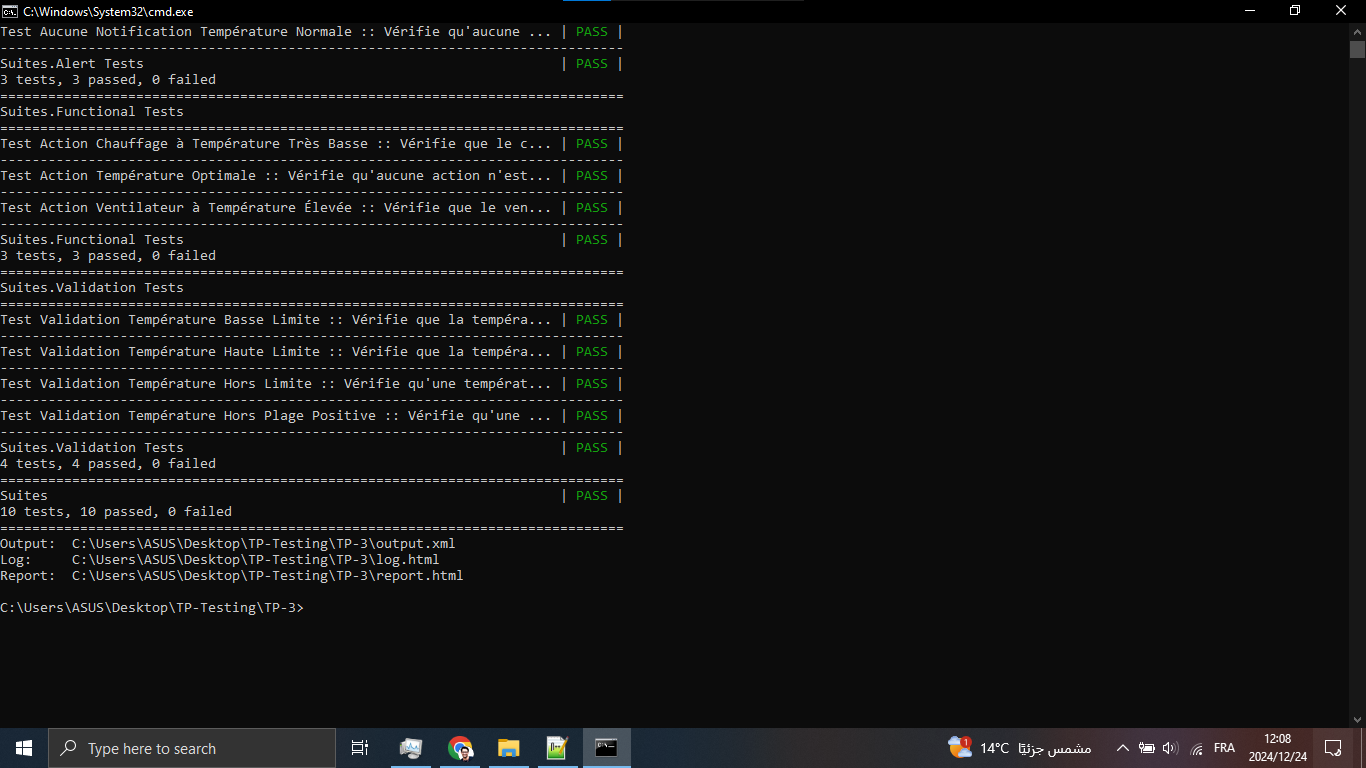 C:\Windows\System32\cmd.exe
Test Aucune Notification Température Normale :: Vérifie qu'aucune ... | PASS |
------------------------------------------------------------------------------
Suites.Alert Tests                                                    | PASS |
3 tests, 3 passed, 0 failed
==============================================================================
Suites.Functional Tests
==============================================================================
Test Action Chauffage à Température Très Basse :: Vérifie que le c... | PASS |
------------------------------------------------------------------------------
Test Action Température Optimale :: Vérifie qu'aucune action n'est... | PASS |
------------------------------------------------------------------------------
Test Action Ventilateur à Température Élevée :: Vérifie que le ven... | PASS |
------------------------------------------------------------------------------
Suites.Functional Tests                                               | PASS |
3 tests, 3 passed, 0 failed
==============================================================================
Suites.Validation Tests
==============================================================================
Test Validation Température Basse Limite :: Vérifie que la tempéra... | PASS |
------------------------------------------------------------------------------
Test Validation Température Haute Limite :: Vérifie que la tempéra... | PASS |
------------------------------------------------------------------------------
Test Validation Température Hors Limite :: Vérifie qu'une températ... | PASS |
------------------------------------------------------------------------------
Test Validation Température Hors Plage Positive :: Vérifie qu'une ... | PASS |
------------------------------------------------------------------------------
Suites.Validation Tests                                               | PASS |
4 tests, 4 passed, 0 failed
==============================================================================
Suites                                                                | PASS |
10 tests, 10 passed, 0 failed
==============================================================================
Output:  C:\Users\ASUS\Desktop\TP-Testing\TP-3\output.xml
Log:     C:\Users\ASUS\Desktop\TP-Testing\TP-3\log.html
Report:  C:\Users\ASUS\Desktop\TP-Testing\TP-3\report.html
C:\Users\ASUS\Desktop\TP-Testing\TP-3>
Type here to search
1
14°C مشمس جزئيًا
FRA
12:08
2024/12/24